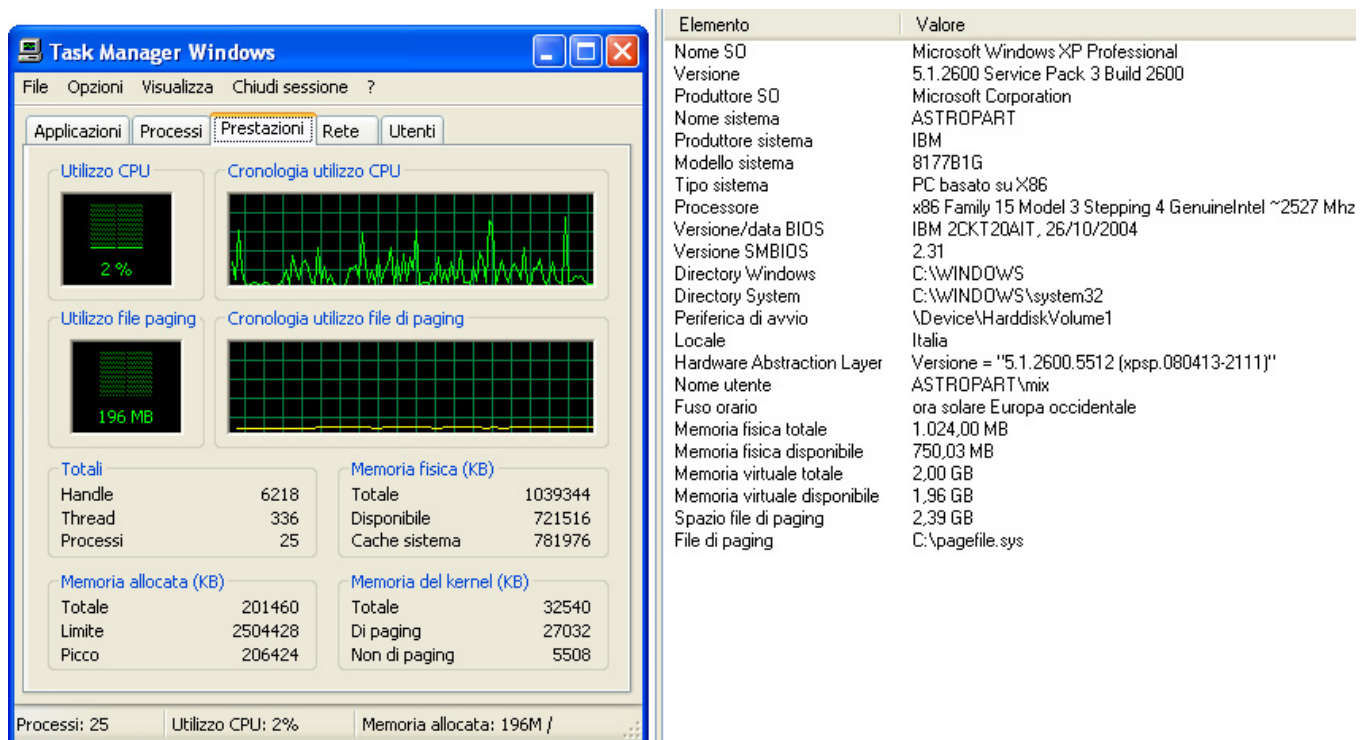 Task Manager Windows
File Opzioni Visualizza Chiudi sessione ?
Applicazioni Processi Prestazioni Rete Utenti
Utilizzo CPU Cronologia utilizzo CPU
2 %
Utilizzo file paging Cronologia utilizzo file di paging
196 MB
Totali
Handle 6218
Thread 336
Processi 25
Memoria fisica (KB)
Totale 1039344
Disponibile 721516
Cache sistema 781976
Memoria allocata (KB)
Totale 201460
Limite 2504428
Picco 206424
Memoria del kernel (KB)
Totale 32540
Di paging 27032
Non di paging 5508
Processi: 25 Utilizzo CPU: 2% Memoria allocata: 196M /
Elemento Valore
Nome SO Microsoft Windows XP Professional
Versione 5.1.2600 Service Pack 3 Build 2600
Produttore SO Microsoft Corporation
Nome sistema ASTROPART
Produttore sistema IBM
Modello sistema 8177B1G
Tipo sistema PC basato su X86
Processore x86 Family 15 Model 3 Stepping 4 GenuineIntel ~2527 Mhz
Versione/data BIOS IBM 2CKT20AIT, 26/10/2004
Versione SMBIOS 2.31
Directory Windows C:\WINDOWS
Directory System C:\WINDOWS\system32
Periferica di avvio \Device\HarddiskVolume1
Locale Italia
Hardware Abstraction Layer Versione = "5.1.2600.5512 (xpsp.080413-2111)"
Nome utente ASTROPART\mix
Fuso orario ora solare Europa occidentale
Memoria fisica totale 1.024,00 MB
Memoria fisica disponibile 750,03 MB
Memoria virtuale totale 2,00 GB
Memoria virtuale disponibile 1,96 GB
Spazio file di paging 2,39 GB
File di paging C:\pagefile.sys